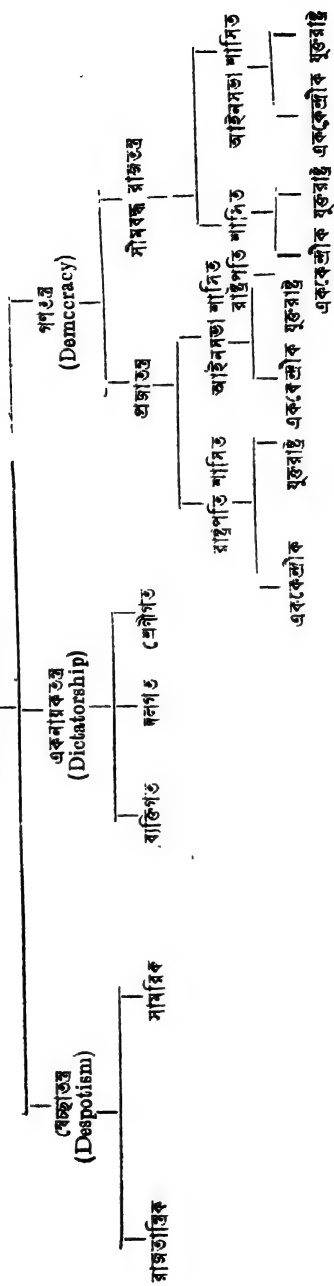 স্বেচ্ছাতন্ত্র
(Despotism)
একনায়কতন্ত্র
(Dictatorship)
গণতন্ত্র
(Demccracy)
রাজতান্ত্রিক
সামরিক
ব্যক্তিগত
দলগত
শ্রেণীগত
প্রজাতন্ত্র
সীমাবদ্ধ রাজতন্ত্র
রাষ্ট্রপতি শাসিত
আইনসভা শাসিত
রাষ্ট্রপতি শাসিত
আইনসভা শাসিত
এককেন্দ্রীক
যুক্তরাষ্ট্র
এককেন্দ্রীক
যুক্তরাষ্ট্র
এককেন্দ্রীক
যুক্তরাষ্ট্র
এককেন্দ্রীক
যুক্তরাষ্ট্র